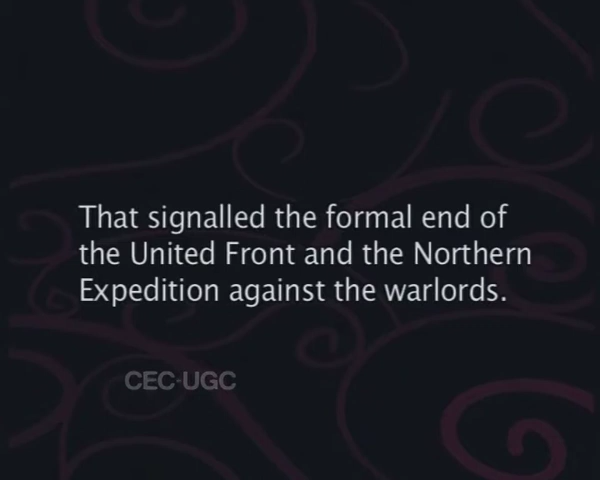 That signalled the formal end of
the United Front and the Northern
Expedition against the warlords.
CEC-UGC